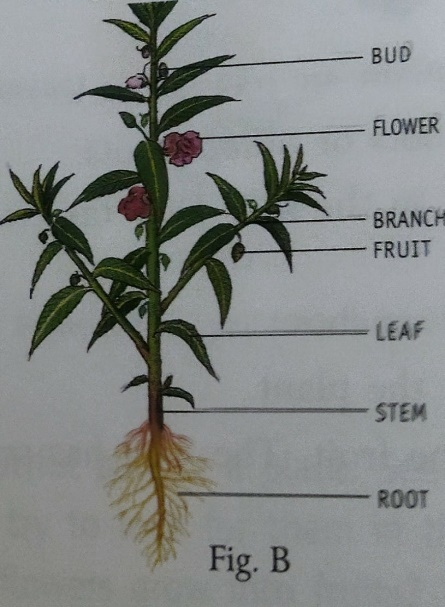 BUD
FLOWER
BRANCH
FRUIT
LEAF
STEM
ROOT
Fig. B